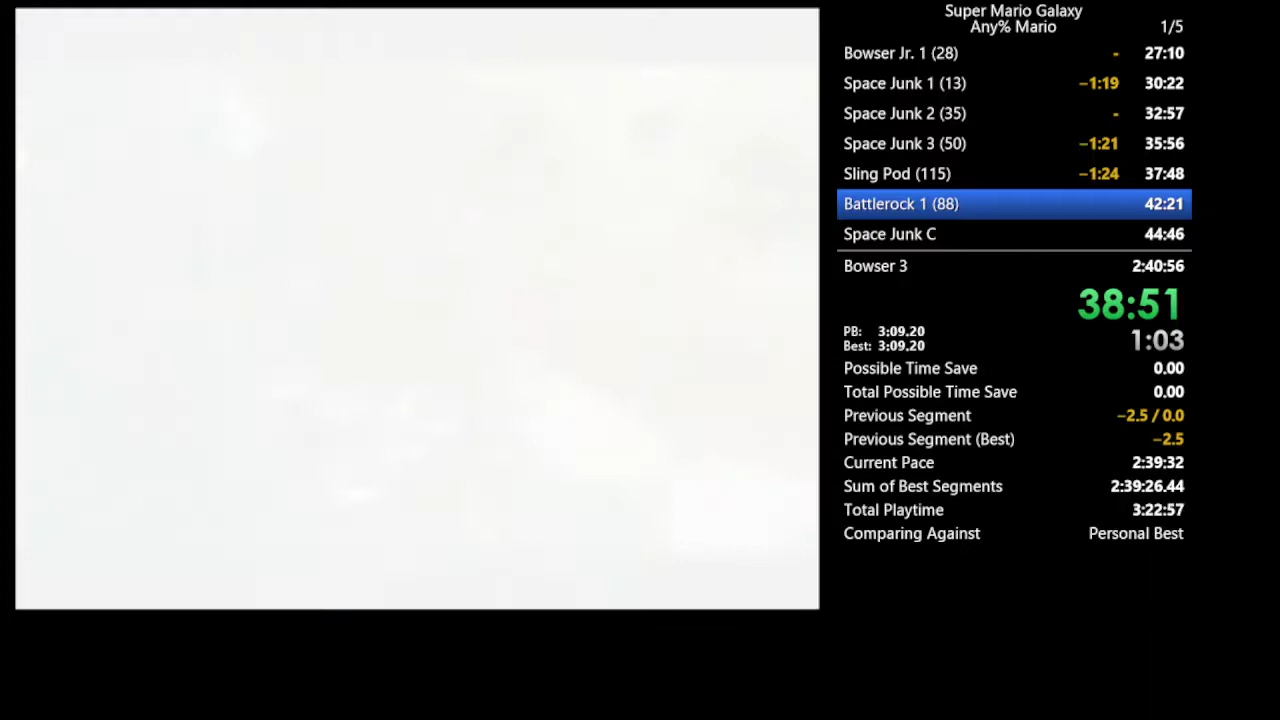 Super Mario Galaxy
Any% Mario 1/5
Bowser Jr. 1 (28) - 27:10
Space Junk 1 (13) −1:19 30:22
Space Junk 2 (35) - 32:57
Space Junk 3 (50) −1:21 35:56
Sling Pod (115) −1:24 37:48
Battlerock 1 (88) 42:21
Space Junk C 44:46
Bowser 3 2:40:56
38:51
PB: 3:09.20
Best: 3:09.20
1:03
Possible Time Save 0.00
Total Possible Time Save 0.00
Previous Segment −2.5 / 0.0
Previous Segment (Best) −2.5
Current Pace 2:39:32
Sum of Best Segments 2:39:26.44
Total Playtime 3:22:57
Comparing Against Personal Best